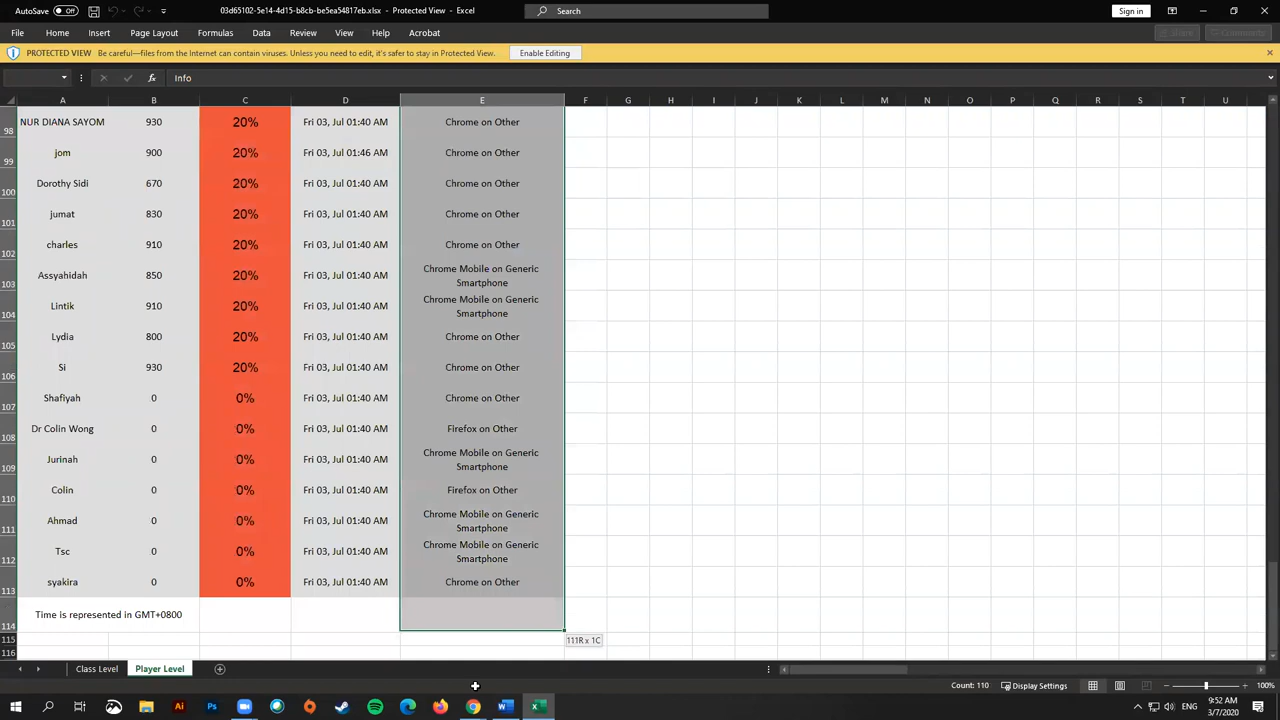 AutoSave Off 03d65102-5e14-4d15-b8cb-be5ea54817eb.xlsx - Protected View - Excel Search Sign in
File Home Insert Page Layout Formulas Data Review View Help Acrobat Share Comments
PROTECTED VIEW Be careful—files from the Internet can contain viruses. Unless you need to edit, it's safer to stay in Protected View. Enable Editing
fx Info
A B C D E F G H I J K L M N O P Q R S T U
98 NUR DIANA SAYOM 930 20% Fri 03, Jul 01:40 AM Chrome on Other
99 jom 900 20% Fri 03, Jul 01:46 AM Chrome on Other
100 Dorothy Sidi 670 20% Fri 03, Jul 01:40 AM Chrome on Other
101 jumat 830 20% Fri 03, Jul 01:40 AM Chrome on Other
102 charles 910 20% Fri 03, Jul 01:40 AM Chrome on Other
103 Assyahidah 850 20% Fri 03, Jul 01:40 AM Chrome Mobile on Generic
Smartphone
104 Lintik 910 20% Fri 03, Jul 01:40 AM Chrome Mobile on Generic
Smartphone
105 Lydia 800 20% Fri 03, Jul 01:40 AM Chrome on Other
106 Si 930 20% Fri 03, Jul 01:40 AM Chrome on Other
107 Shafiyah 0 0% Fri 03, Jul 01:40 AM Chrome on Other
108 Dr Colin Wong 0 0% Fri 03, Jul 01:40 AM Firefox on Other
109 Jurinah 0 0% Fri 03, Jul 01:40 AM Chrome Mobile on Generic
Smartphone
110 Colin 0 0% Fri 03, Jul 01:40 AM Firefox on Other
111 Ahmad 0 0% Fri 03, Jul 01:40 AM Chrome Mobile on Generic
Smartphone
112 Tsc 0 0% Fri 03, Jul 01:40 AM Chrome Mobile on Generic
Smartphone
113 syakira 0 0% Fri 03, Jul 01:40 AM Chrome on Other
114 Time is represented in GMT+0800
115 111R x 1C
116
Class Level Player Level
Count: 110 Display Settings 100%
Ai Ps ENG 9:52 AM
3/7/2020